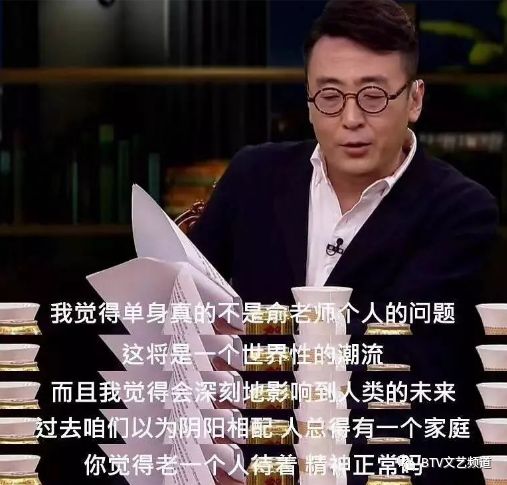 我觉得单身真的不是俞老师个人的问题
这将是一个世界性的潮流
而且我觉得会深刻地影响到人类的未来
过去咱们以为阴阳相配 人总得有一个家庭
你觉得老一个人待着 精神正常吗
BTV文艺频道